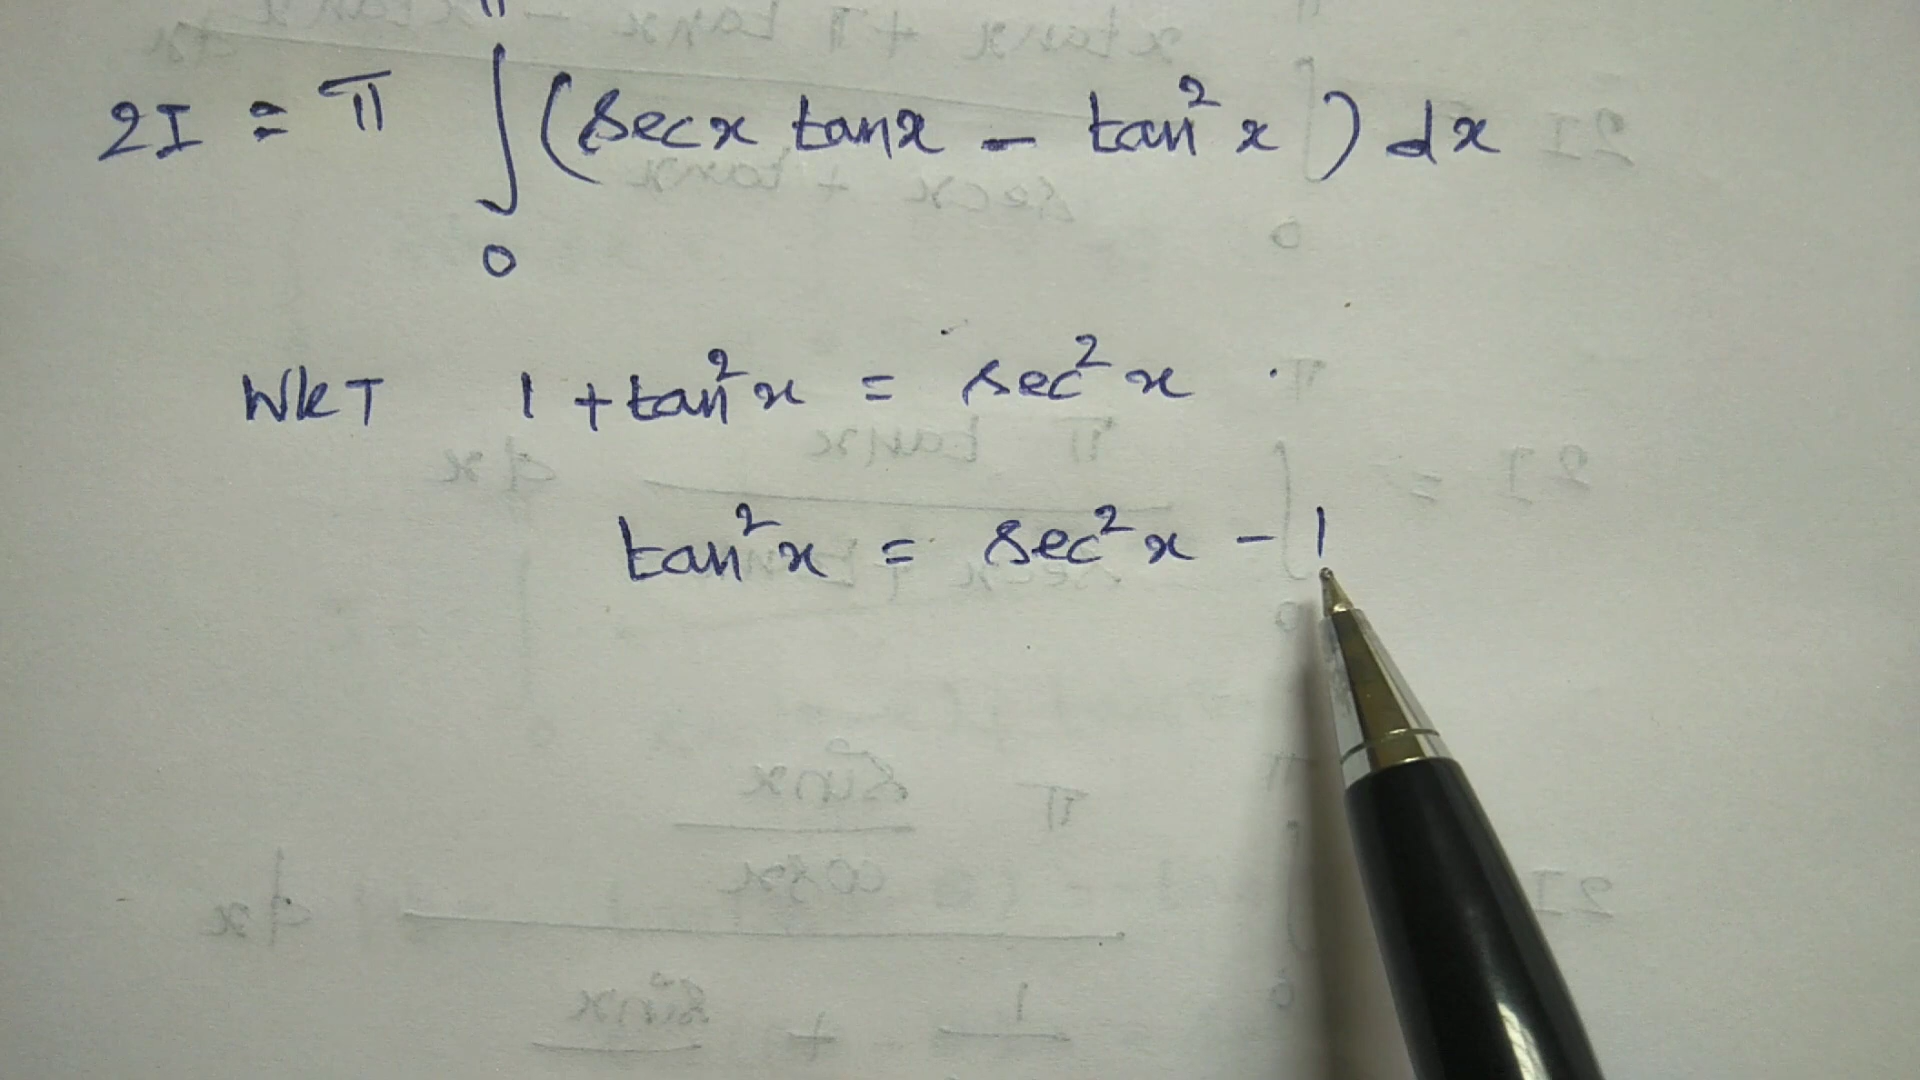 2I = π ∫₀^π (secx tanx - tan²x) dx
WKT 1 + tan²x = sec²x
tan²x = sec²x - 1